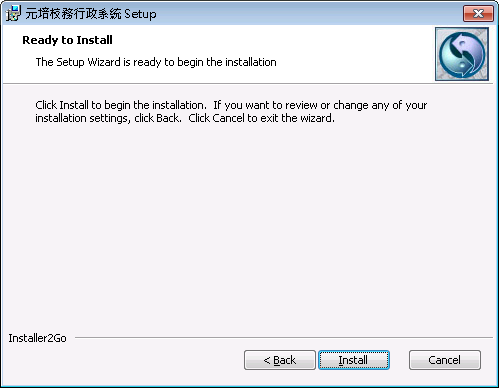 元培校務行政系統 Setup
Ready to Install
The Setup Wizard is ready to begin the installation
Click Install to begin the installation.  If you want to review or change any of your
installation settings, click Back.  Click Cancel to exit the wizard.
Installer2Go
< Back
Install
Cancel